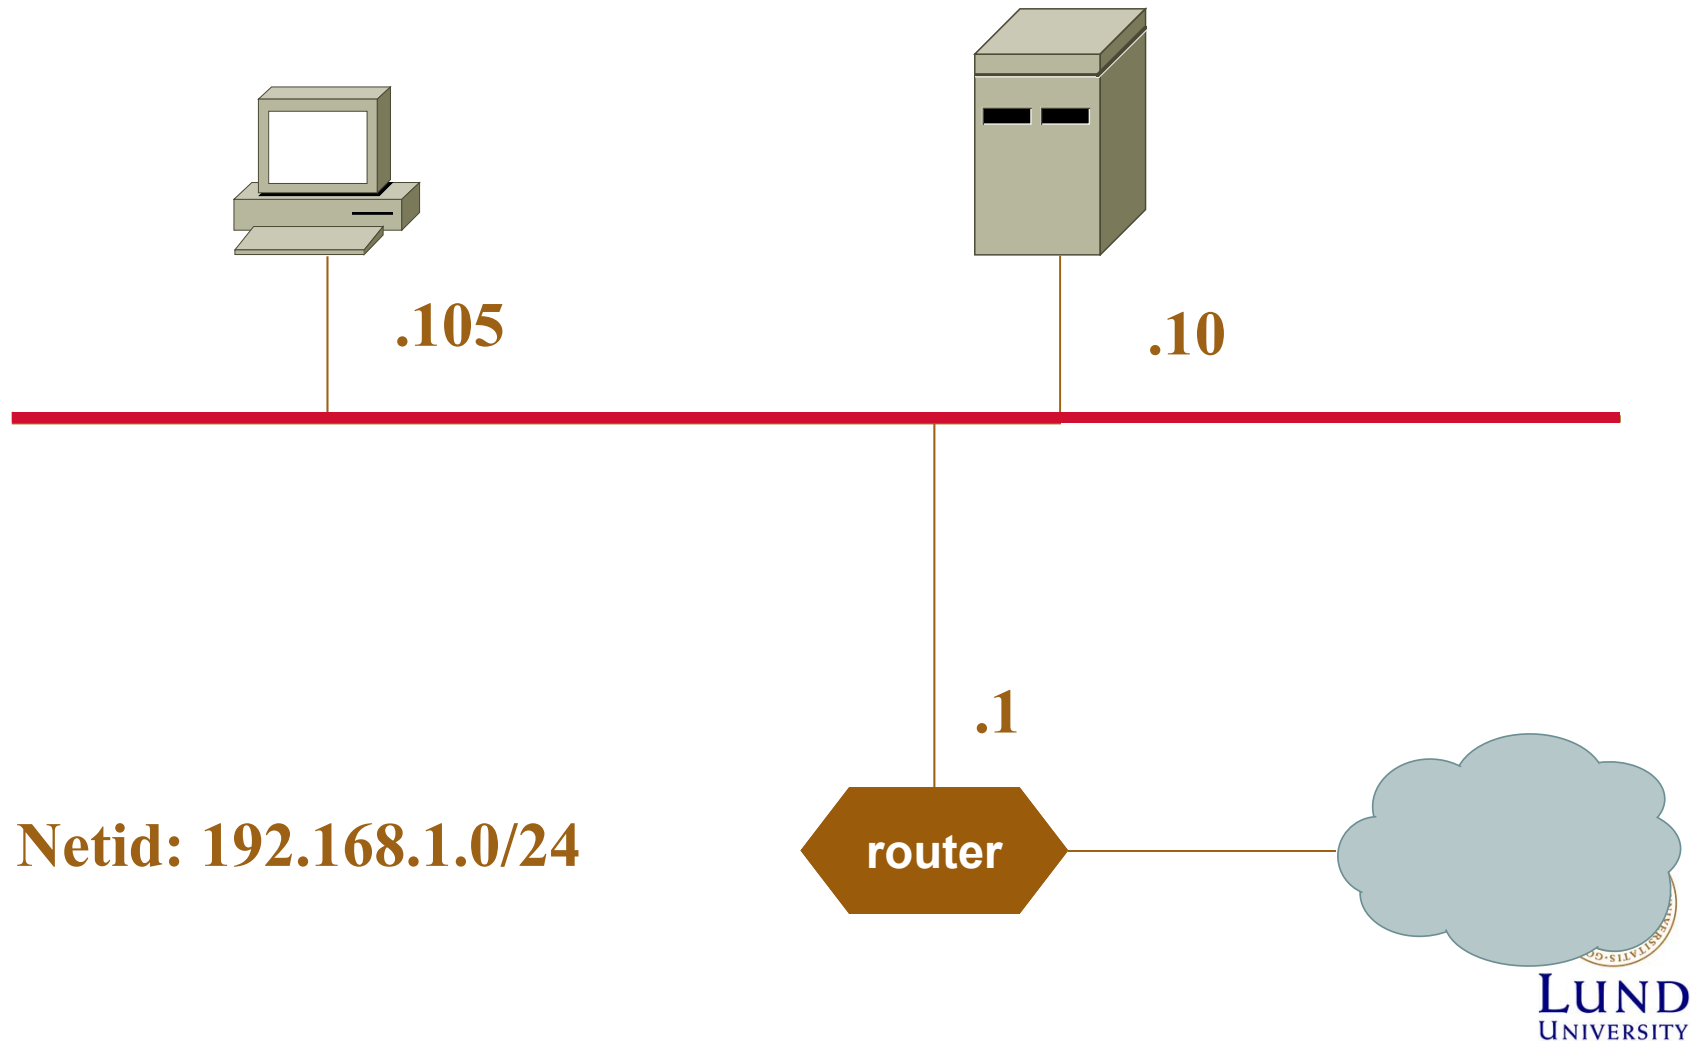 .105
.10
.1
Netid: 192.168.1.0/24
router
LUND
UNIVERSITY